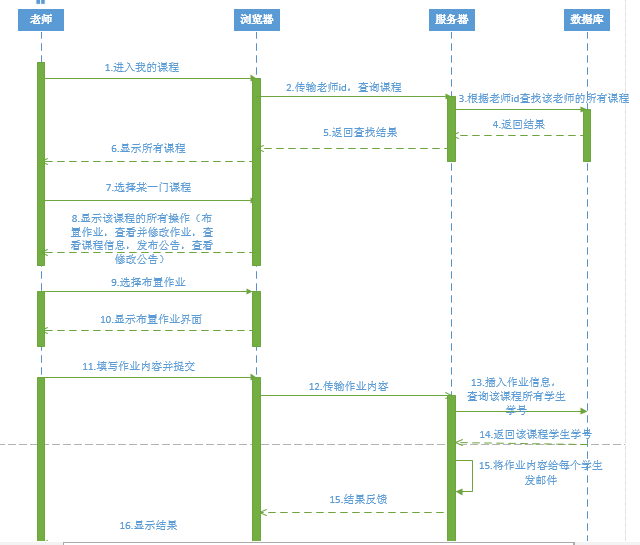 老师
浏览器
服务器
数据库
1.进入我的课程
2.传输老师id，查询课程
3.根据老师id查找该老师的所有课程
4.返回结果
5.返回查找结果
6.显示所有课程
7.选择某一门课程
8.显示该课程的所有操作（布
置作业，查看并修改作业，查
看课程信息，发布公告，查看
修改公告）
9.选择布置作业
10.显示布置作业界面
11.填写作业内容并提交
12.传输作业内容
13.插入作业信息，
查询该课程所有学生
学号
14.返回该课程学生学号
15.将作业内容给每个学生
发邮件
15.结果反馈
16.显示结果